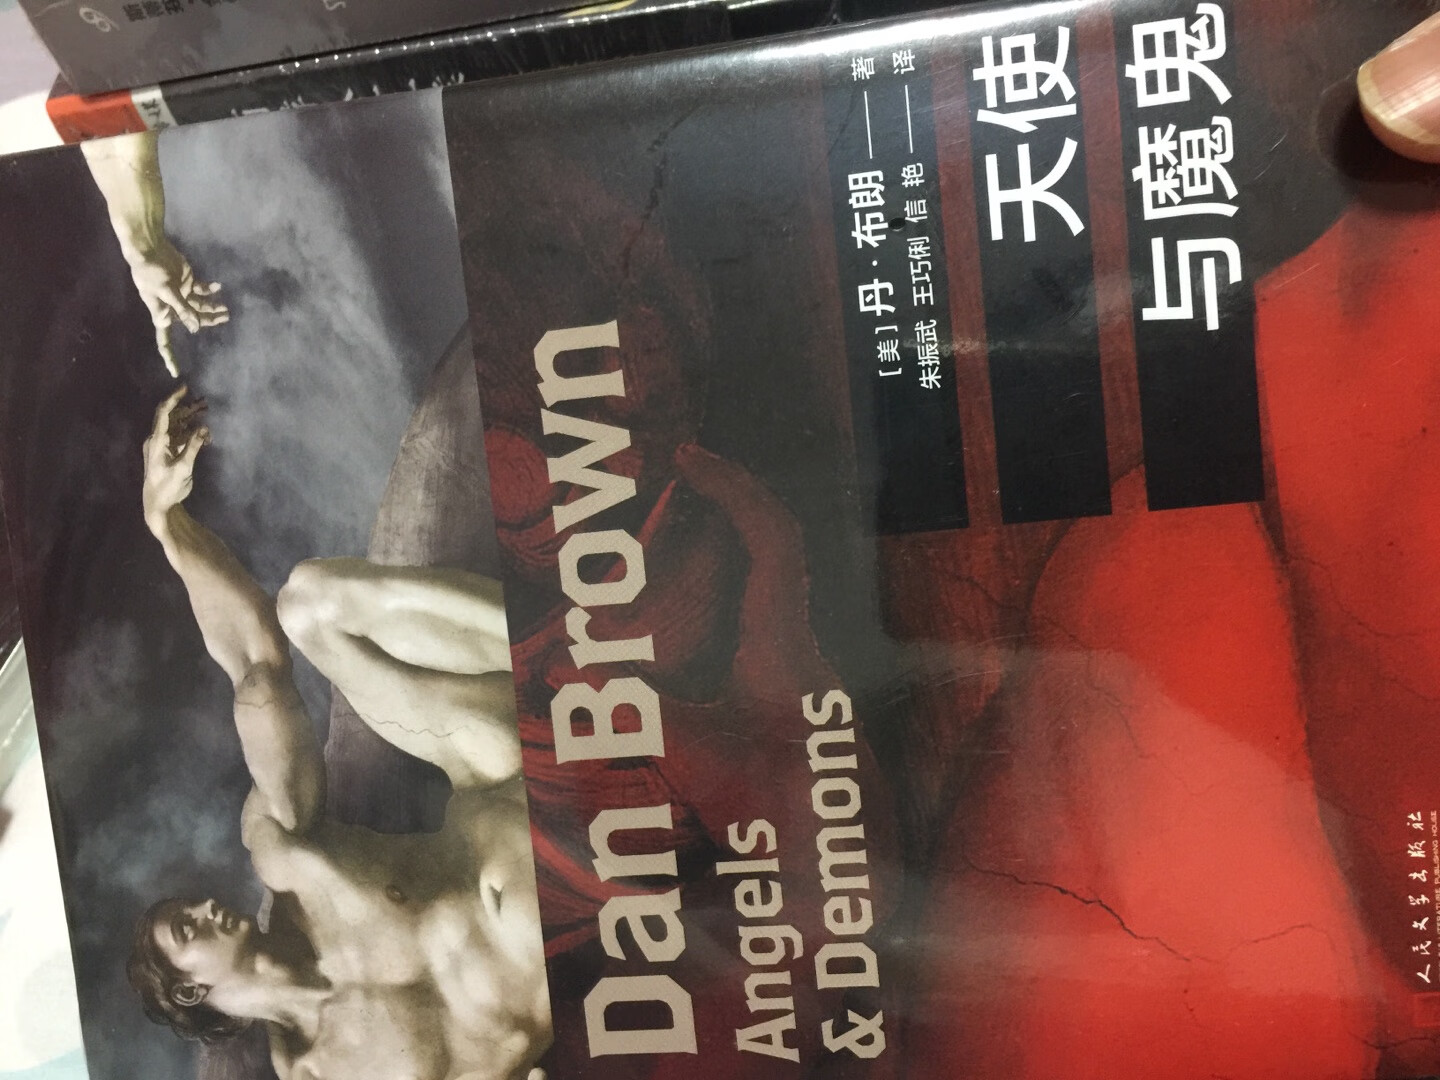 Dan Brown
Angels
& Demons
[美]丹·布朗——著
朱振武 王巧俐 信艳——译
天使
与魔鬼
人民文学出版社